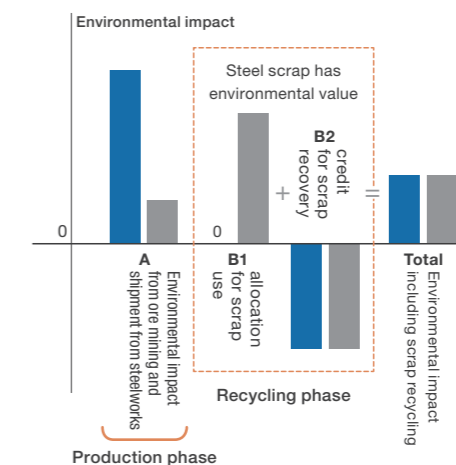 Environmental impact
Steel scrap has
environmental value
B2
credit
for scrap
recovery
+
=
0
0
A
Environmental impact
from ore mining and
shipment from steelworks
B1
allocation
for scrap
use
Total
Environmental impact
including scrap recycling
Recycling phase
Production phase